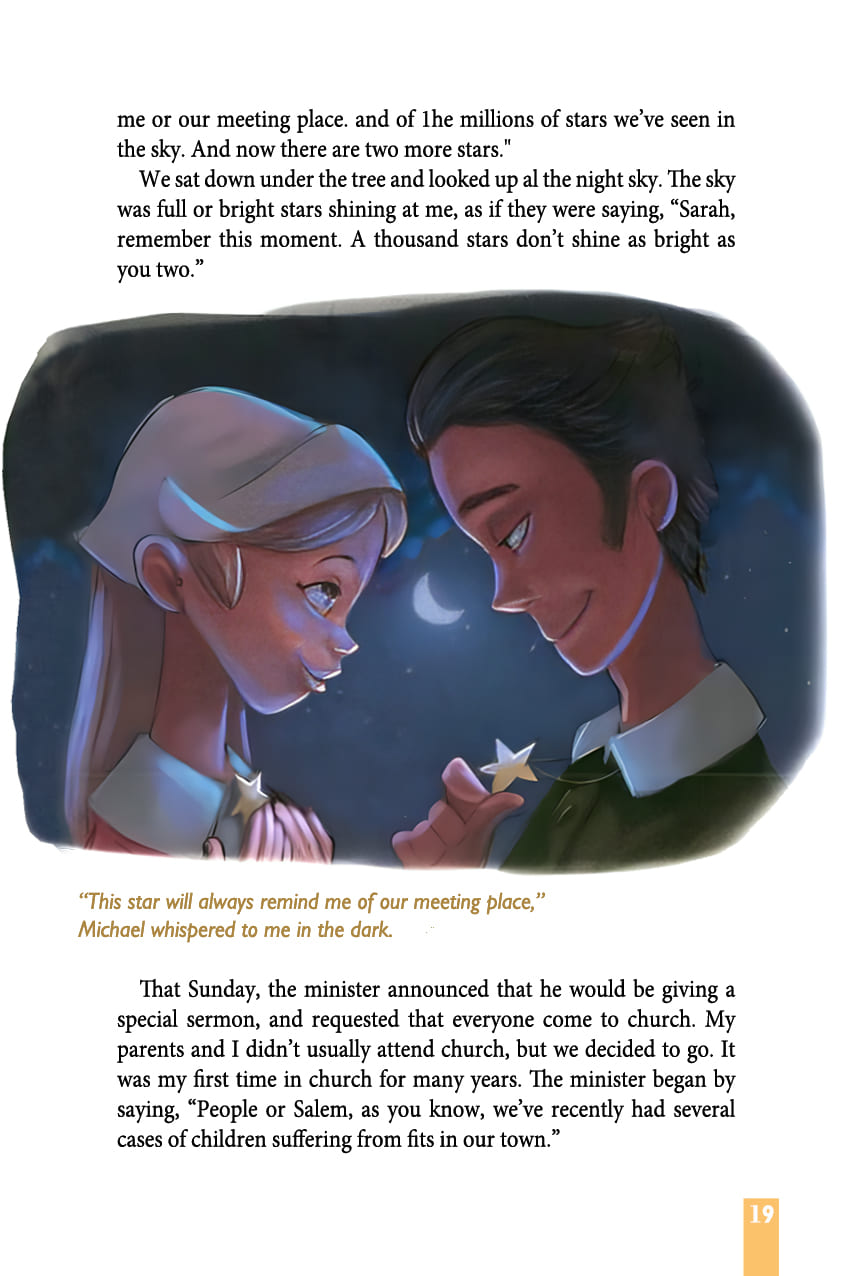 me or our meeting place. and of 1he millions of stars we’ve seen in
the sky. And now there are two more stars."
We sat down under the tree and looked up al the night sky. The sky
was full or bright stars shining at me, as if they were saying, “Sarah,
remember this moment. A thousand stars don’t shine as bright as
you two.”
“This star will always remind me of our meeting place,”
Michael whispered to me in the dark.
That Sunday, the minister announced that he would be giving a
special sermon, and requested that everyone come to church. My
parents and I didn’t usually attend church, but we decided to go. It
was my first time in church for many years. The minister began by
saying, “People or Salem, as you know, we’ve recently had several
cases of children suffering from fits in our town.”
19